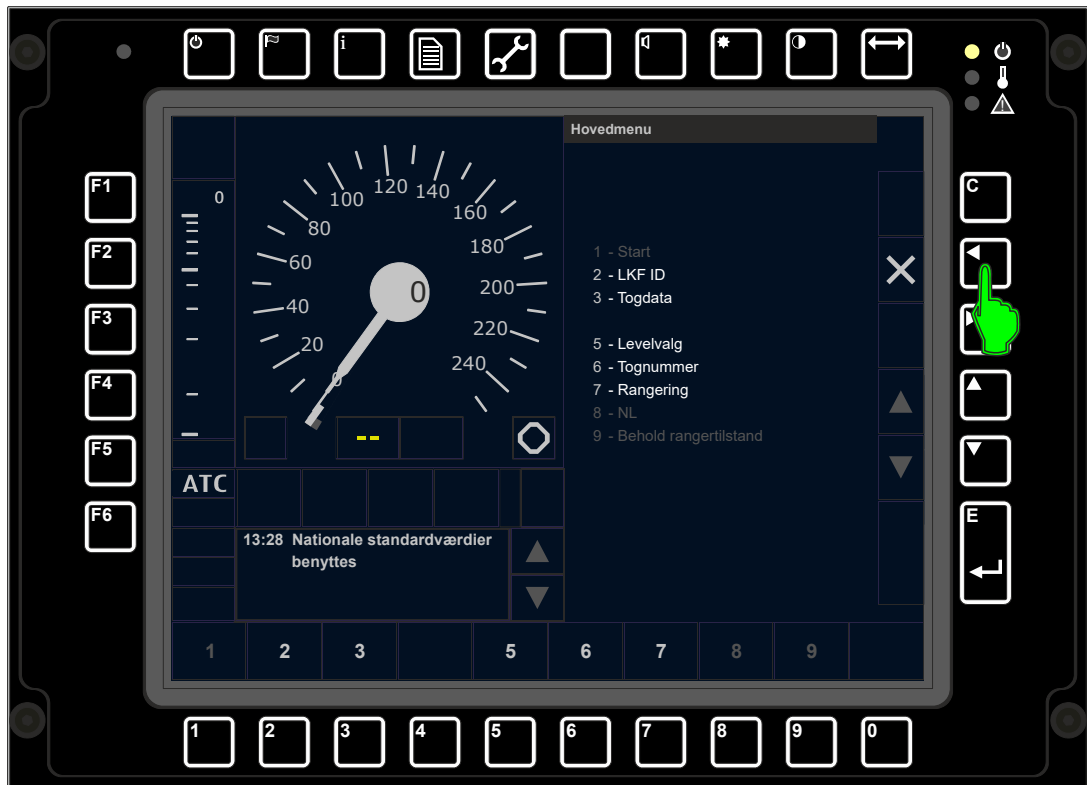 i
Hovedmenu
F1
F2
F3
F4
F5
F6
0
0
20
40
60
80
100
120
140
160
180
200
220
240
0
--
ATC
13:28 Nationale standardværdier
benyttes
1 - Start
2 - LKF ID
3 - Togdata
5 - Levelvalg
6 - Tognummer
7 - Rangering
8 - NL
9 - Behold rangertilstand
C
E
1 2 3 5 6 7 8 9
1 2 3 4 5 6 7 8 9 0